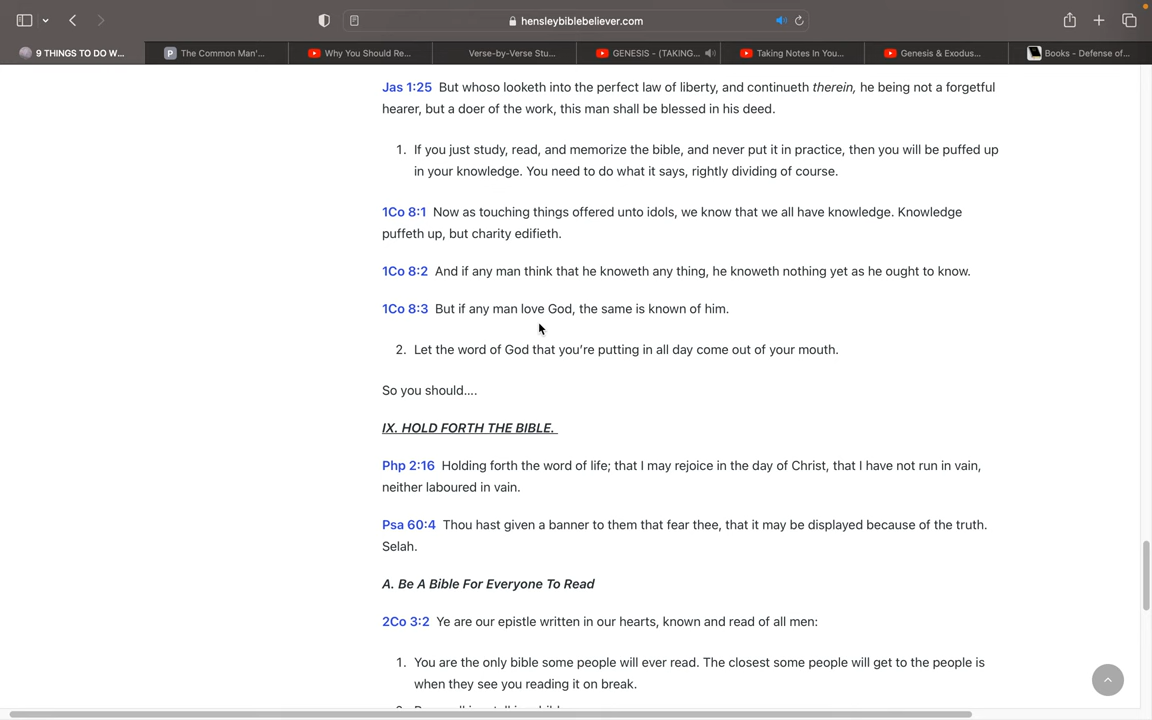 hensleybiblebeliever.com
9 THINGS TO DO W...
The Common Man'...
Why You Should Re...
Verse-by-Verse Stu...
GENESIS - (TAKING...
Taking Notes In You...
Genesis & Exodus...
Books - Defense of...
Jas 1:25 But whoso looketh into the perfect law of liberty, and continueth therein, he being not a forgetful
hearer, but a doer of the work, this man shall be blessed in his deed.
1. If you just study, read, and memorize the bible, and never put it in practice, then you will be puffed up
in your knowledge. You need to do what it says, rightly dividing of course.
1Co 8:1 Now as touching things offered unto idols, we know that we all have knowledge. Knowledge
puffeth up, but charity edifieth.
1Co 8:2 And if any man think that he knoweth any thing, he knoweth nothing yet as he ought to know.
1Co 8:3 But if any man love God, the same is known of him.
2. Let the word of God that you're putting in all day come out of your mouth.
So you should....
IX. HOLD FORTH THE BIBLE.
Php 2:16 Holding forth the word of life; that I may rejoice in the day of Christ, that I have not run in vain,
neither laboured in vain.
Psa 60:4 Thou hast given a banner to them that fear thee, that it may be displayed because of the truth.
Selah.
A. Be A Bible For Everyone To Read
2Co 3:2 Ye are our epistle written in our hearts, known and read of all men:
1. You are the only bible some people will ever read. The closest some people will get to the people is
when they see you reading it on break.